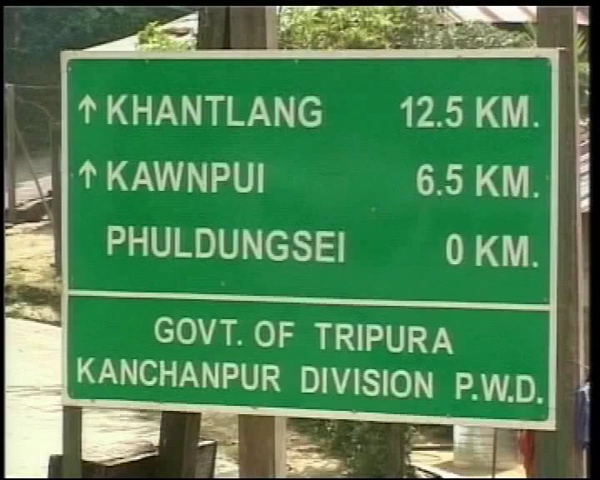 ↑ KHANTLANG 12.5 KM.
↑ KAWNPUI 6.5 KM.
PHULDUNGSEI 0 KM.
GOVT. OF TRIPURA
KANCHANPUR DIVISION P.W.D.